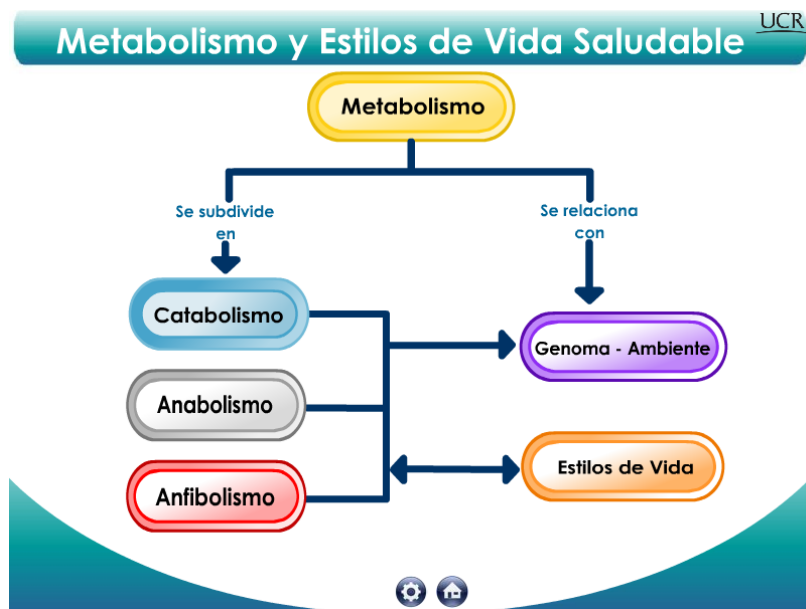 UCR
Metabolismo y Estilos de Vida Saludable
Metabolismo
Se subdivide
en
Se relaciona
con
Catabolismo
Anabolismo
Anfibolismo
Genoma - Ambiente
Estilos de Vida